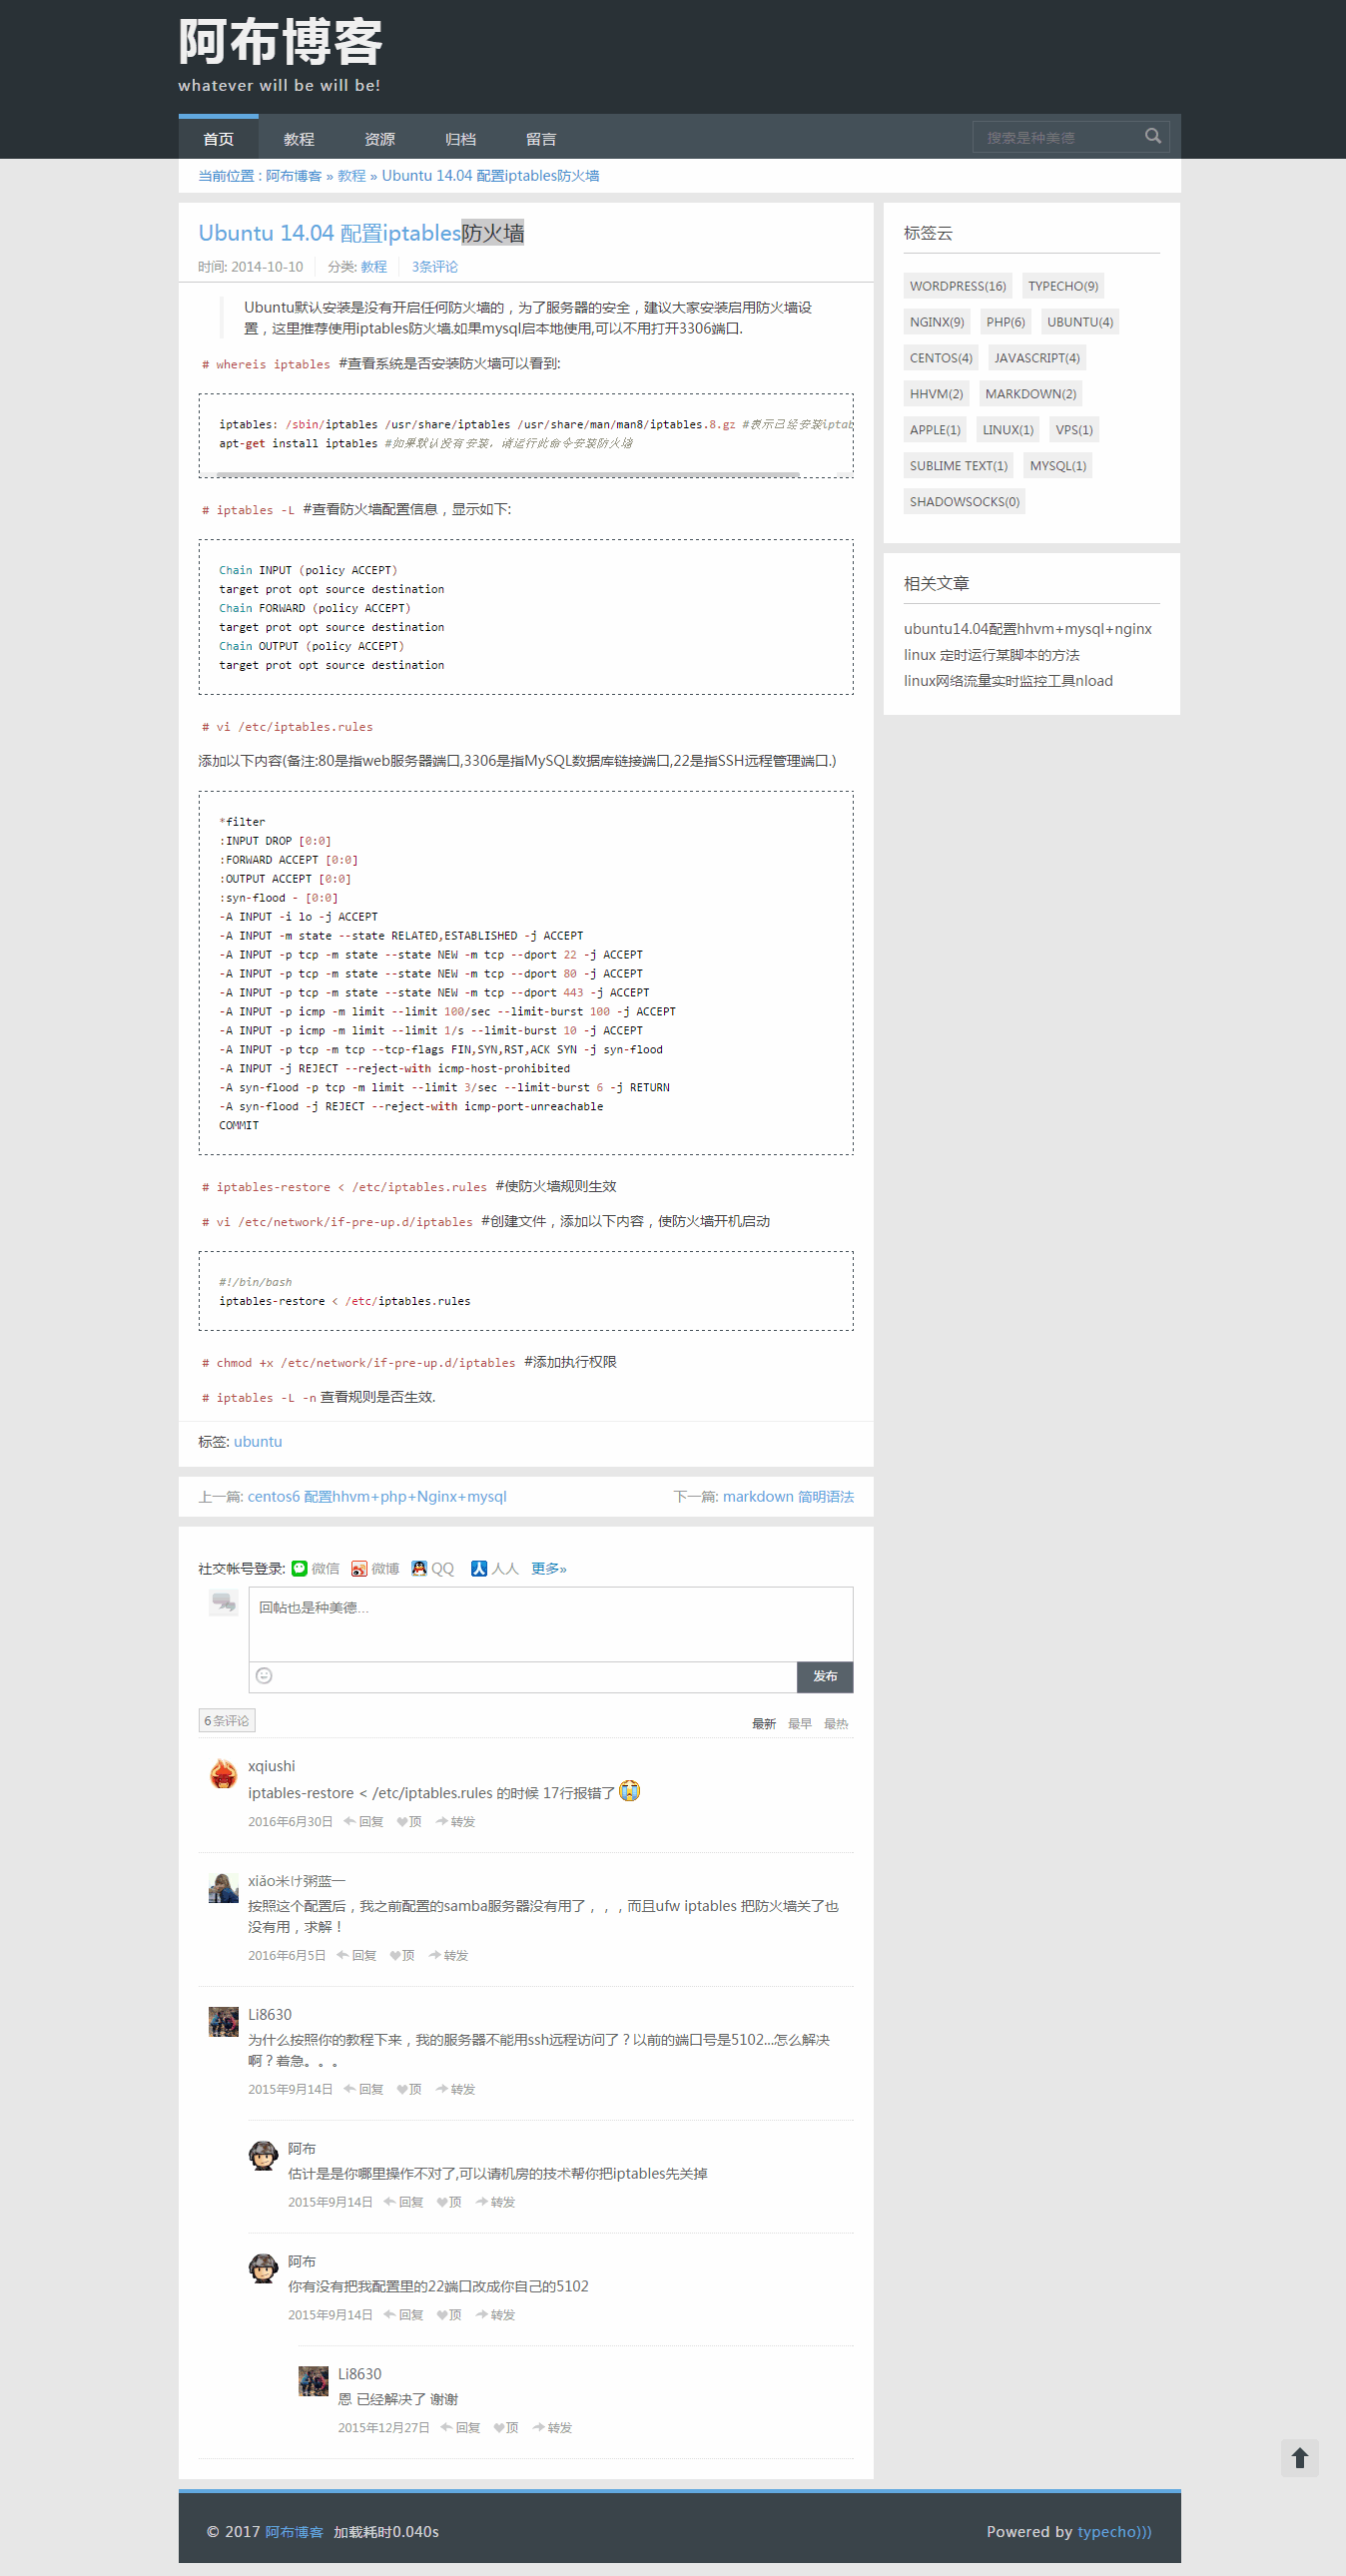 阿布博客
whatever will be will be!
首页 教程 资源 归档 留言 搜索是种美德
当前位置 : 阿布博客 » 教程 » Ubuntu 14.04 配置iptables防火墙
Ubuntu 14.04 配置iptables防火墙
时间: 2014-10-10 分类: 教程 3条评论
Ubuntu默认安装是没有开启任何防火墙的，为了服务器的安全，建议大家安装启用防火墙设
置，这里推荐使用iptables防火墙.如果mysql启本地使用,可以不用打开3306端口.
# whereis iptables #查看系统是否安装防火墙可以看到:
iptables: /sbin/iptables /usr/share/iptables /usr/share/man/man8/iptables.8.gz #表示已经安装iptab
apt-get install iptables #如果默认没有安装，请运行此命令安装防火墙
# iptables -L #查看防火墙配置信息，显示如下:
Chain INPUT (policy ACCEPT)
target prot opt source destination
Chain FORWARD (policy ACCEPT)
target prot opt source destination
Chain OUTPUT (policy ACCEPT)
target prot opt source destination
# vi /etc/iptables.rules
添加以下内容(备注:80是指web服务器端口,3306是指MySQL数据库链接端口,22是指SSH远程管理端口.)
*filter
:INPUT DROP [0:0]
:FORWARD ACCEPT [0:0]
:OUTPUT ACCEPT [0:0]
:syn-flood - [0:0]
-A INPUT -i lo -j ACCEPT
-A INPUT -m state --state RELATED,ESTABLISHED -j ACCEPT
-A INPUT -p tcp -m state --state NEW -m tcp --dport 22 -j ACCEPT
-A INPUT -p tcp -m state --state NEW -m tcp --dport 80 -j ACCEPT
-A INPUT -p tcp -m state --state NEW -m tcp --dport 443 -j ACCEPT
-A INPUT -p icmp -m limit --limit 100/sec --limit-burst 100 -j ACCEPT
-A INPUT -p icmp -m limit --limit 1/s --limit-burst 10 -j ACCEPT
-A INPUT -p tcp -m tcp --tcp-flags FIN,SYN,RST,ACK SYN -j syn-flood
-A INPUT -j REJECT --reject-with icmp-host-prohibited
-A syn-flood -p tcp -m limit --limit 3/sec --limit-burst 6 -j RETURN
-A syn-flood -j REJECT --reject-with icmp-port-unreachable
COMMIT
# iptables-restore < /etc/iptables.rules #使防火墙规则生效
# vi /etc/network/if-pre-up.d/iptables #创建文件，添加以下内容，使防火墙开机启动
#!/bin/bash
iptables-restore < /etc/iptables.rules
# chmod +x /etc/network/if-pre-up.d/iptables #添加执行权限
# iptables -L -n 查看规则是否生效.
标签: ubuntu
上一篇: centos6 配置hhvm+php+Nginx+mysql 下一篇: markdown 简明语法
社交帐号登录: 微信 微博 QQ 人人 更多»
回帖也是种美德...
发布
6 条评论 最新 最早 最热
xqiushi
iptables-restore < /etc/iptables.rules 的时候 17行报错了
2016年6月30日 回复 顶 转发
xiǎo米け粥蓝一
按照这个配置后，我之前配置的samba服务器没有用了，，，而且ufw iptables 把防火墙关了也
没有用，求解！
2016年6月5日 回复 顶 转发
Li8630
为什么按照你的教程下来，我的服务器不能用ssh远程访问了？以前的端口号是5102...怎么解决
啊？着急。。。
2015年9月14日 回复 顶 转发
阿布
估计是是你哪里操作不对了,可以请机房的技术帮你把iptables先关掉
2015年9月14日 回复 顶 转发
阿布
你有没有把我配置里的22端口改成你自己的5102
2015年9月14日 回复 顶 转发
Li8630
恩 已经解决了 谢谢
2015年12月27日 回复 顶 转发
标签云
WORDPRESS(16) TYPECHO(9)
NGINX(9) PHP(6) UBUNTU(4)
CENTOS(4) JAVASCRIPT(4)
HHVM(2) MARKDOWN(2)
APPLE(1) LINUX(1) VPS(1)
SUBLIME TEXT(1) MYSQL(1)
SHADOWSOCKS(0)
相关文章
ubuntu14.04配置hhvm+mysql+nginx
linux 定时运行某脚本的方法
linux网络流量实时监控工具nload
© 2017 阿布博客 加载耗时0.040s Powered by typecho)))